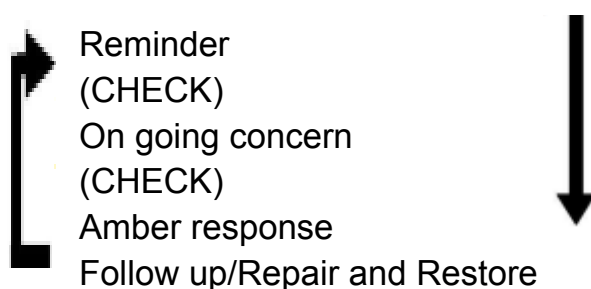 Reminder
(CHECK)
On going concern
(CHECK)
Amber response
Follow up/Repair and Restore